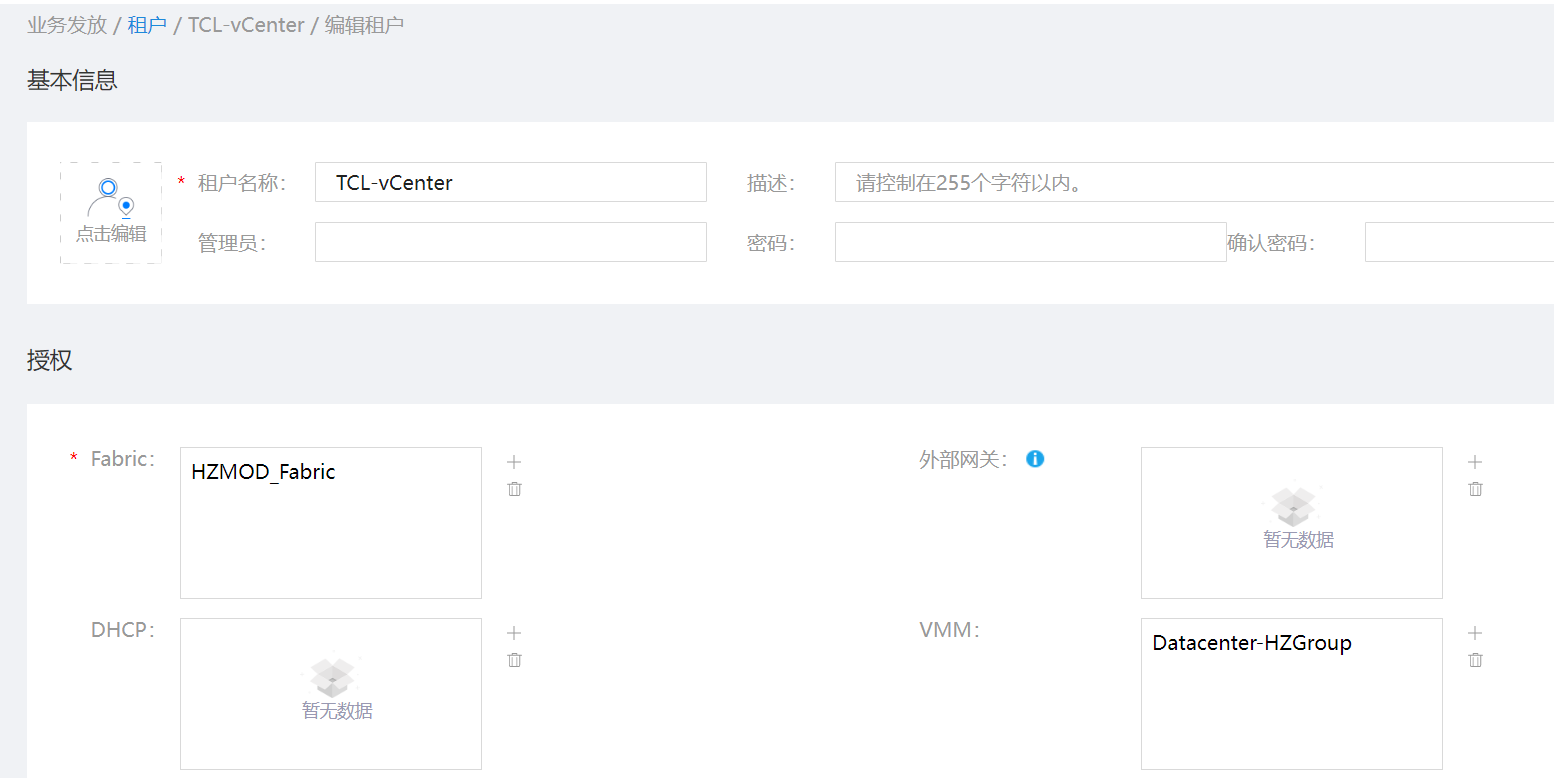 业务发放 / 租户 / TCL-vCenter / 编辑租户
基本信息
点击编辑
* 租户名称： TCL-vCenter 描述： 请控制在255个字符以内。
管理员： 密码： 确认密码：
授权
* Fabric： HZMOD_Fabric 外部网关：
暂无数据
DHCP： VMM： Datacenter-HZGroup
暂无数据